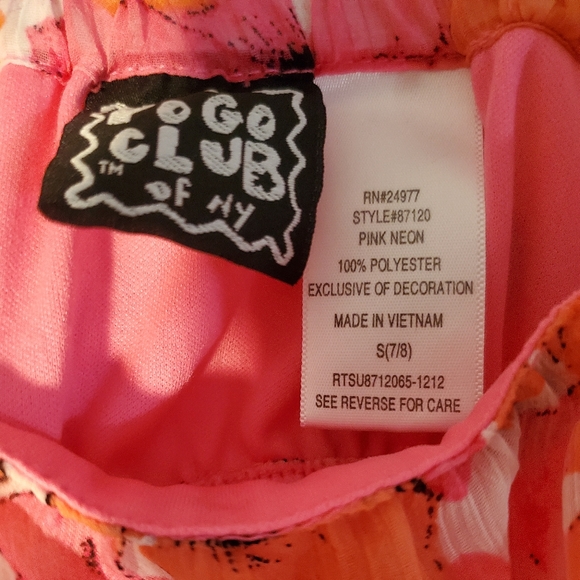 TO GO
CLUB
TM
OF NY
RN#24977
STYLE#87120
PINK NEON
100% POLYESTER
EXCLUSIVE OF DECORATION
MADE IN VIETNAM
S(7/8)
RTSU8712065-1212
SEE REVERSE FOR CARE